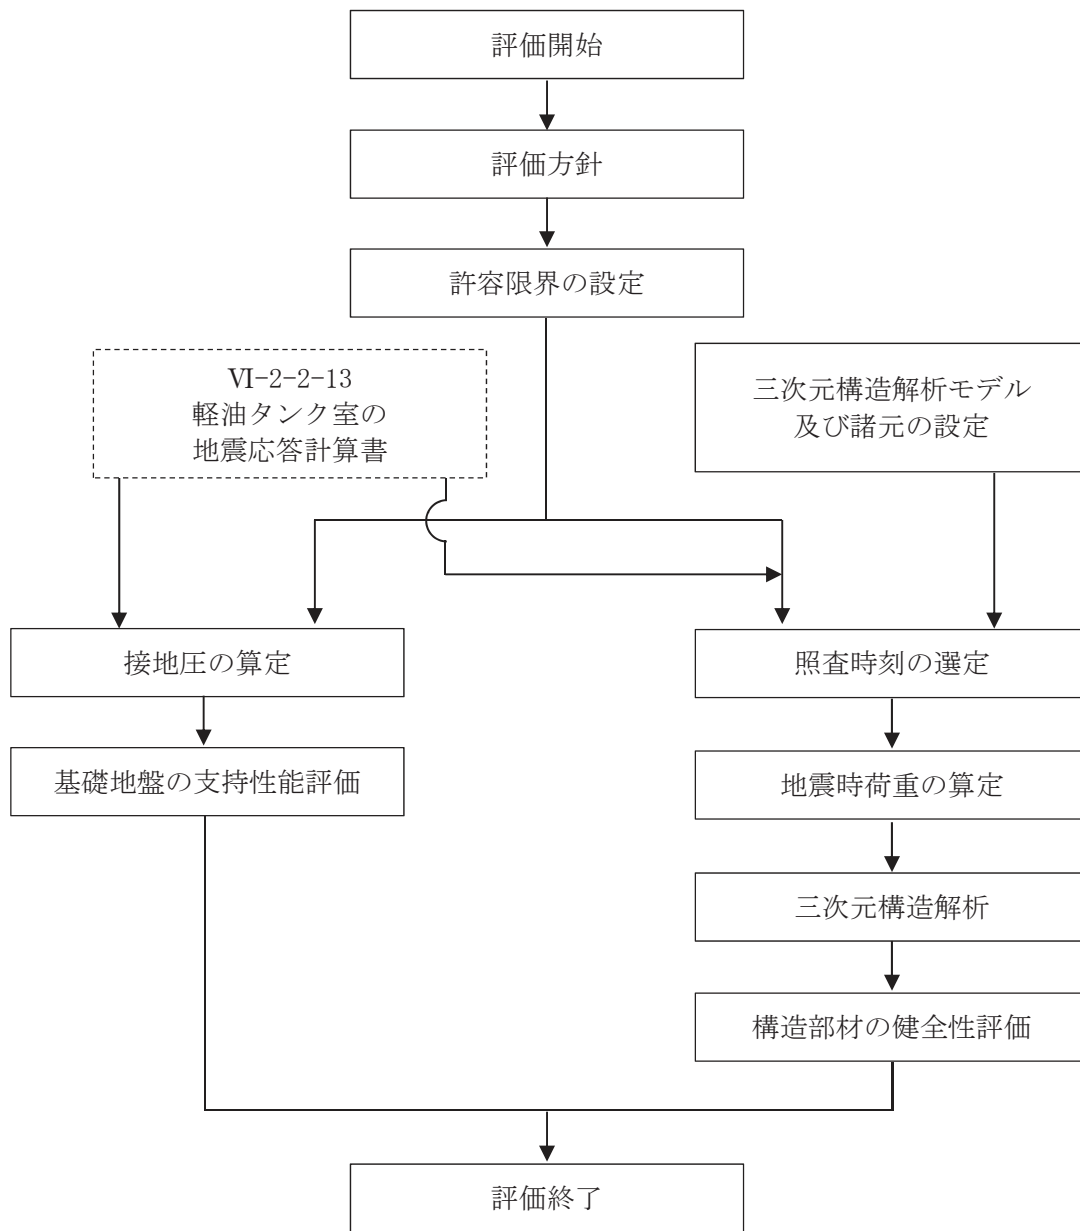 評価開始
評価方針
許容限界の設定
Ⅵ-2-2-13
軽油タンク室の
地震応答計算書
三次元構造解析モデル
及び諸元の設定
接地圧の算定
基礎地盤の支持性能評価
照査時刻の選定
地震時荷重の算定
三次元構造解析
構造部材の健全性評価
評価終了